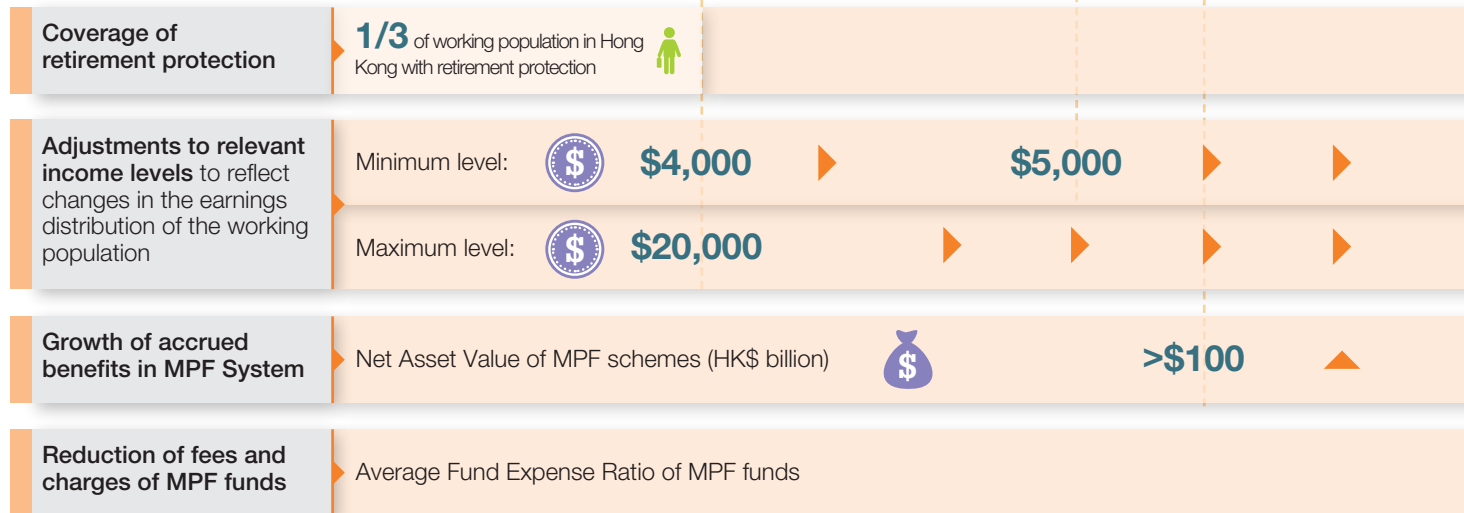 Coverage of
retirement protection
1/3 of working population in Hong
Kong with retirement protection
Adjustments to relevant
income levels to reflect
changes in the earnings
distribution of the working
population
Minimum level: $ $4,000 $5,000
Maximum level: $ $20,000
Growth of accrued
benefits in MPF System
Net Asset Value of MPF schemes (HK$ billion) $ >$100
Reduction of fees and
charges of MPF funds
Average Fund Expense Ratio of MPF funds